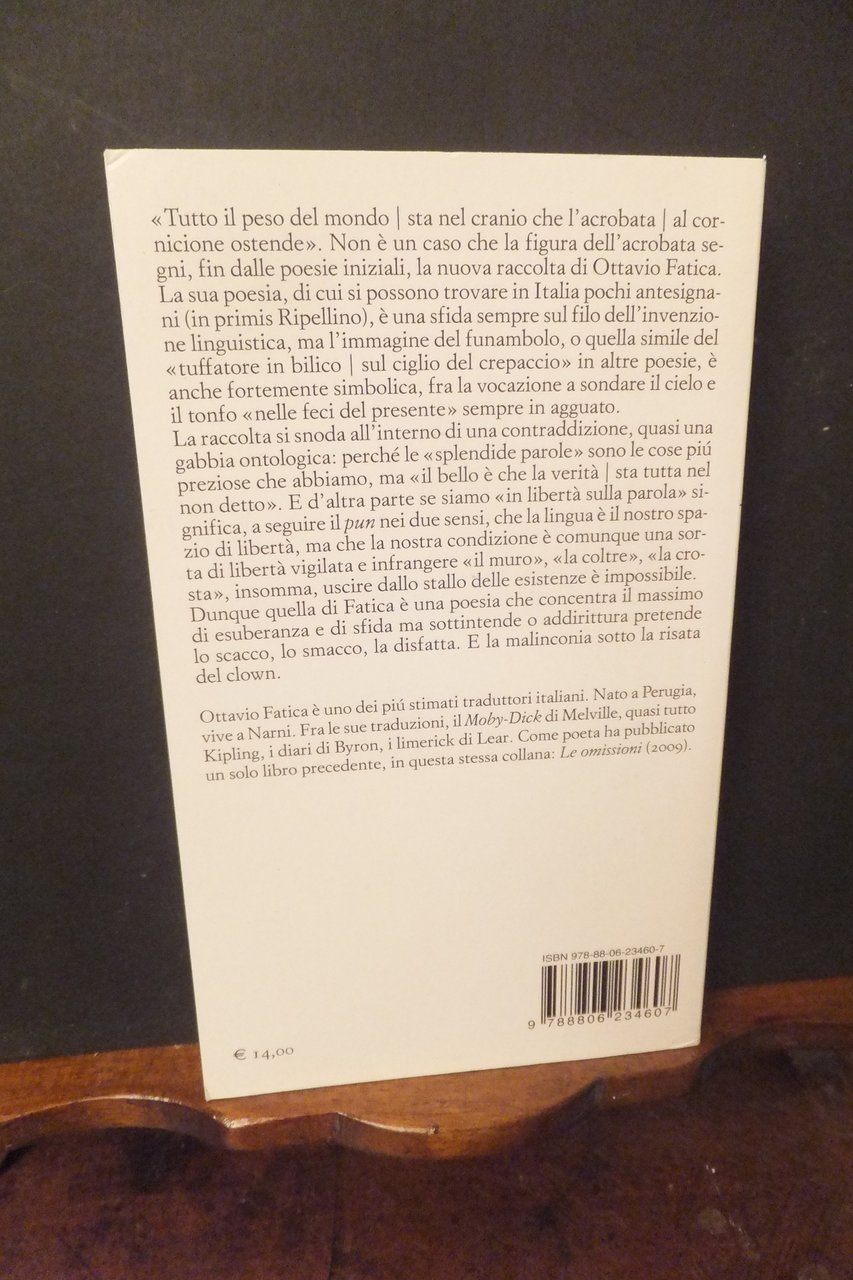 «Tutto il peso del mondo | sta nel cranio che l'acrobata | al cor-
nicione ostende». Non è un caso che la figura dell'acrobata se-
gni, fin dalle poesie iniziali, la nuova raccolta di Ottavio Fatica.
La sua poesia, di cui si possono trovare in Italia pochi antesigna-
ni (in primis Ripellino), è una sfida sempre sul filo dell'invenzio-
ne linguistica, ma l'immagine del funambolo, o quella simile del
«tuffatore in bilico | sul ciglio del crepaccio» in altre poesie, è
anche fortemente simbolica, fra la vocazione a sondare il cielo e
il tonfo «nelle feci del presente» sempre in agguato.
La raccolta si snoda all'interno di una contraddizione, quasi una
gabbia ontologica: perché le «splendide parole» sono le cose piú
preziose che abbiamo, ma «il bello è che la verità | sta tutta nel
non detto». E d'altra parte se siamo «in libertà sulla parola» si-
gnifica, a seguire il pun nei due sensi, che la lingua è il nostro spa-
zio di libertà, ma che la nostra condizione è comunque una sor-
ta di libertà vigilata e infrangere «il muro», «la coltre», «la cro-
sta», insomma, uscire dallo stallo delle esistenze è impossibile.
Dunque quella di Fatica è una poesia che concentra il massimo
di esuberanza e di sfida ma sottintende o addirittura pretende
lo scacco, lo smacco, la disfatta. E la malinconia sotto la risata
del clown.
Ottavio Fatica è uno dei piú stimati traduttori italiani. Nato a Perugia,
vive a Narni. Fra le sue traduzioni, il Moby-Dick di Melville, quasi tutto
Kipling, i diari di Byron, i limerick di Lear. Come poeta ha pubblicato
un solo libro precedente, in questa stessa collana: Le omissioni (2009).
ISBN 978-88-06-23460-7
9 788806 234607
€ 14,00